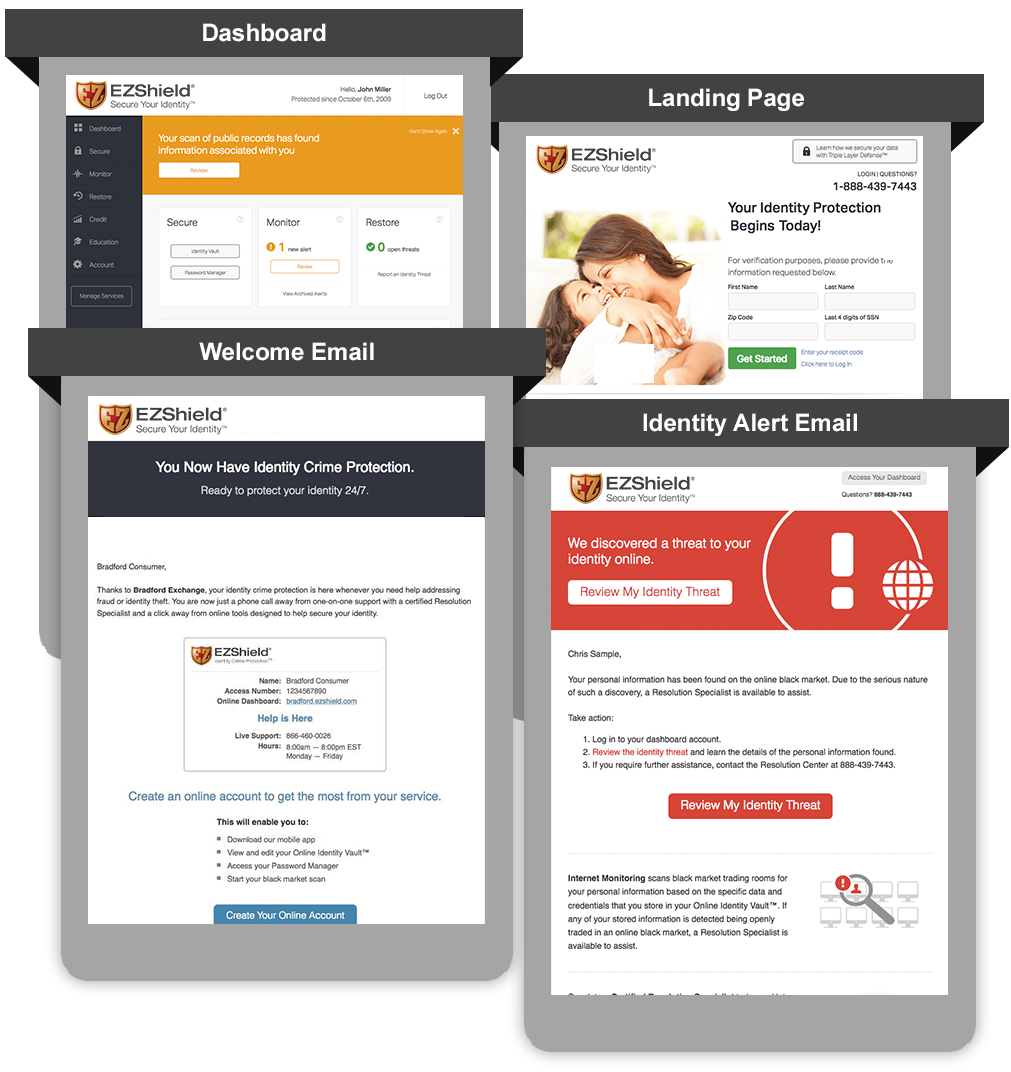 Dashboard
EZShield®
Secure Your Identity™
Hello, John Miller
Protected since October 6th, 2009
Log Out
Dashboard
Secure
Monitor
Restore
Credit
Education
Account
Manage Services
Your scan of public records has found
information associated with you
Review
Don't Show Again
Secure
Identity Vault
Password Manager
Monitor
1 new alert
Review
View Archived Alerts
Restore
0 open threats
Report an Identity Threat
Landing Page
EZShield®
Secure Your Identity™
Learn how we secure your data
with Triple Layer Defense™
LOGIN | QUESTIONS?
1-888-439-7443
Your Identity Protection
Begins Today!
For verification purposes, please provide
information requested below.
First Name
Last Name
Zip Code
Last 4 digits of SSN
Get Started
Enter your receipt code
Click here to Log In
Welcome Email
EZShield®
Secure Your Identity™
You Now Have Identity Crime Protection.
Ready to protect your identity 24/7.
Bradford Consumer,
Thanks to Bradford Exchange, your identity crime protection is here whenever you need help addressing
fraud or identity theft. You are now just a phone call away from one-on-one support with a certified Resolution
Specialist and a click away from online tools designed to help secure your identity.
EZShield®
Identity Crime Protection™
Name: Bradford Consumer
Access Number: 1234567890
Online Dashboard: bradford.ezshield.com
Help is Here
Live Support: 866-460-0026
Hours: 8:00am — 8:00pm EST
Monday — Friday
Create an online account to get the most from your service.
This will enable you to:
Download our mobile app
View and edit your Online Identity Vault™
Access your Password Manager
Start your black market scan
Create Your Online Account
Identity Alert Email
EZShield®
Secure Your Identity™
Access Your Dashboard
Questions? 888-439-7443
We discovered a threat to your
identity online.
Review My Identity Threat
Chris Sample,
Your personal information has been found on the online black market. Due to the serious nature
of such a discovery, a Resolution Specialist is available to assist.
Take action:
1. Log in to your dashboard account.
2. Review the identity threat and learn the details of the personal information found.
3. If you require further assistance, contact the Resolution Center at 888-439-7443.
Review My Identity Threat
Internet Monitoring scans black market trading rooms for
your personal information based on the specific data and
credentials that you store in your Online Identity Vault™. If
any of your stored information is detected being openly
traded in an online black market, a Resolution Specialist is
available to assist.